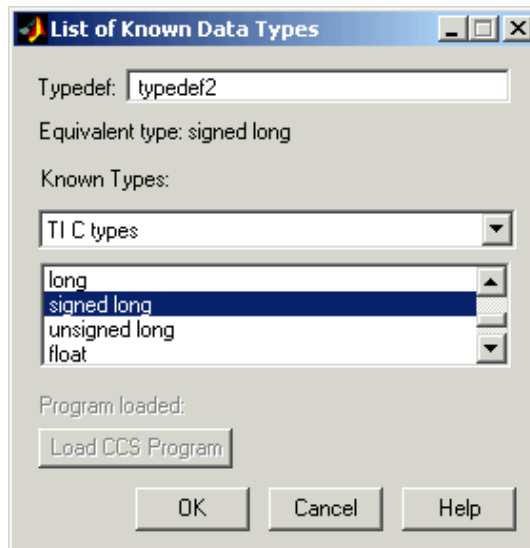 List of Known Data Types
Typedef: typedef2
Equivalent type: signed long
Known Types:
TI C types
long
signed long
unsigned long
float
Program loaded:
Load CCS Program
OK Cancel Help